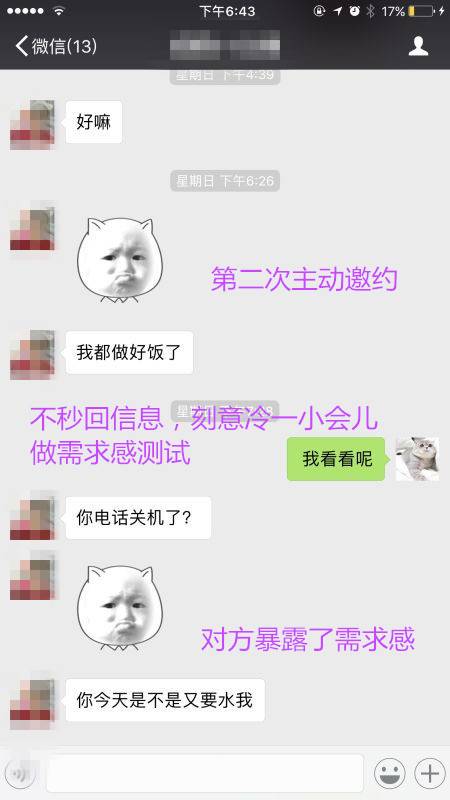 下午6:43
17%
微信(13)
星期日 下午4:39
好嘛
星期日 下午6:26
第二次主动邀约
我都做好饭了
不秒回信息，刻意冷一小会儿
做需求感测试
我看看呢
你电话关机了?
对方暴露了需求感
你今天是不是又要水我